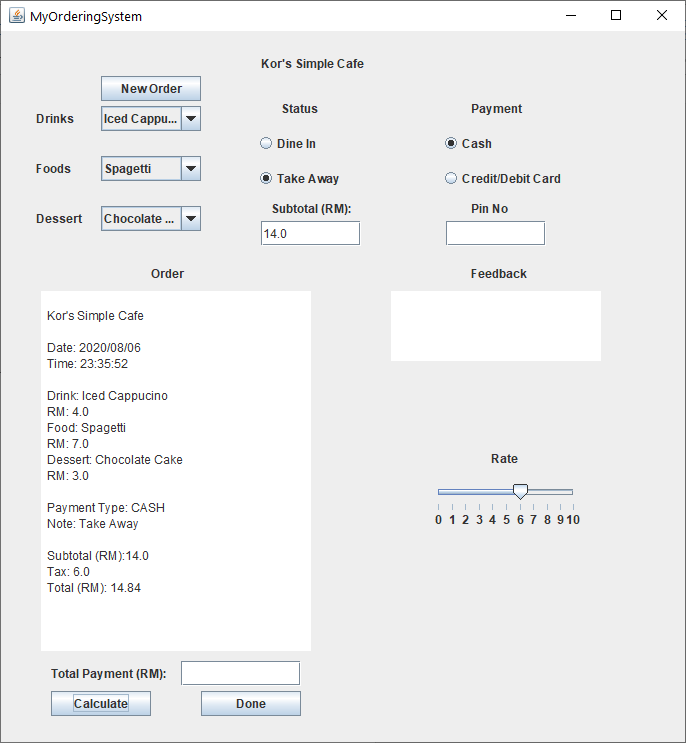 MyOrderingSystem
Kor's Simple Cafe
New Order
Status
Payment
Drinks
Iced Cappu...
Dine In
Cash
Foods
Spagetti
Take Away
Credit/Debit Card
Dessert
Chocolate ...
Subtotal (RM):
Pin No
14.0
Order
Feedback
Kor's Simple Cafe
Date: 2020/08/06
Time: 23:35:52
Drink: Iced Cappucino
RM: 4.0
Food: Spagetti
RM: 7.0
Dessert: Chocolate Cake
RM: 3.0
Payment Type: CASH
Note: Take Away
Subtotal (RM):14.0
Tax: 6.0
Total (RM): 14.84
Rate
0 1 2 3 4 5 6 7 8 9 10
Total Payment (RM):
Calculate
Done